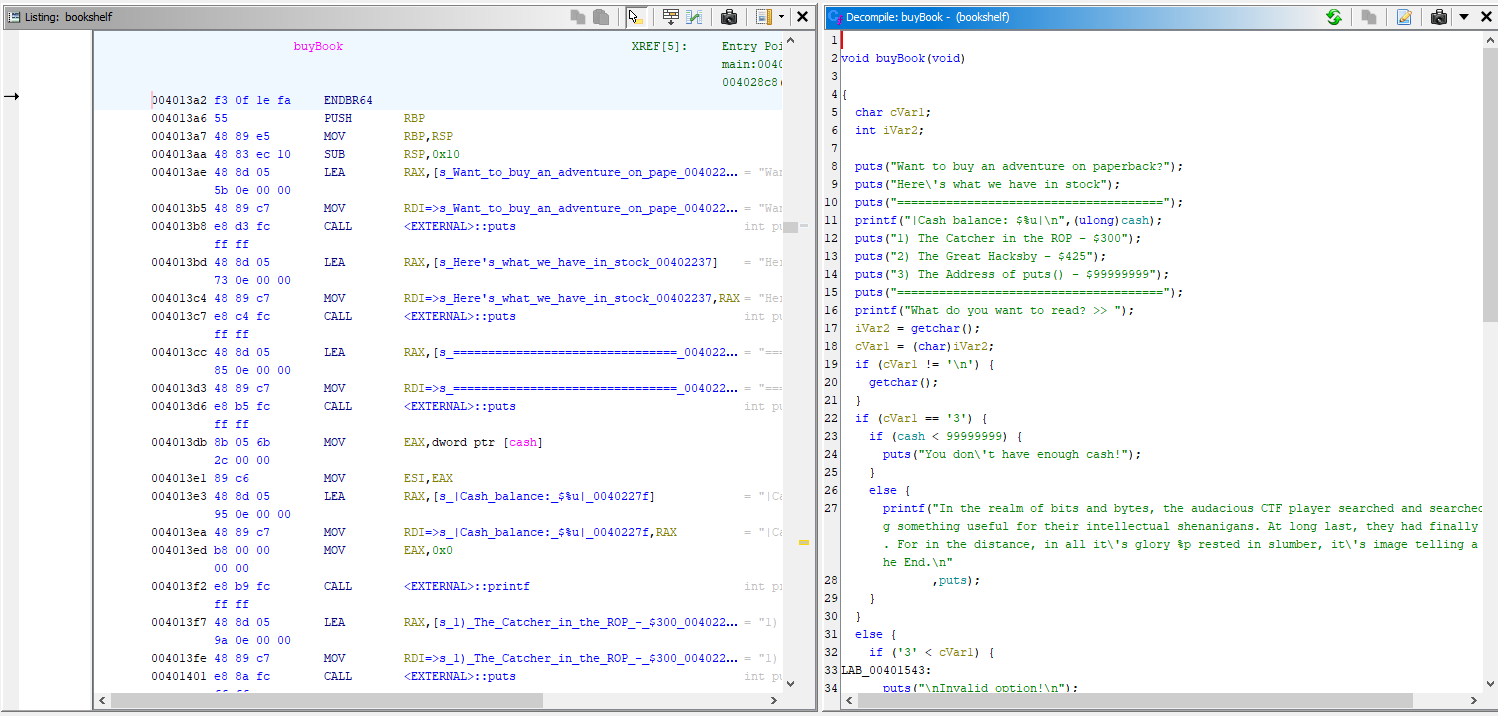 Listing: bookshelf
buyBook XREF[5]: Entry Poi
main:0040
004028c8(
004013a2 f3 0f 1e fa ENDBR64
004013a6 55 PUSH RBP
004013a7 48 89 e5 MOV RBP,RSP
004013aa 48 83 ec 10 SUB RSP,0x10
004013ae 48 8d 05 LEA RAX,[s_Want_to_buy_an_adventure_on_pape_004022... = "Wan
5b 0e 00 00
004013b5 48 89 c7 MOV RDI=>s_Want_to_buy_an_adventure_on_pape_004022... = "Wan
004013b8 e8 d3 fc CALL <EXTERNAL>::puts int pu
ff ff
004013bd 48 8d 05 LEA RAX,[s_Here's_what_we_have_in_stock_00402237] = "Her
73 0e 00 00
004013c4 48 89 c7 MOV RDI=>s_Here's_what_we_have_in_stock_00402237,RAX = "Her
004013c7 e8 c4 fc CALL <EXTERNAL>::puts int pu
ff ff
004013cc 48 8d 05 LEA RAX,[s_================================_004022... = "===
85 0e 00 00
004013d3 48 89 c7 MOV RDI=>s_================================_004022... = "===
004013d6 e8 b5 fc CALL <EXTERNAL>::puts int pu
ff ff
004013db 8b 05 6b MOV EAX,dword ptr [cash]
2c 00 00
004013e1 89 c6 MOV ESI,EAX
004013e3 48 8d 05 LEA RAX,[s_|Cash_balance:_$%u|_0040227f] = "|Ca
95 0e 00 00
004013ea 48 89 c7 MOV RDI=>s_|Cash_balance:_$%u|_0040227f,RAX = "|Ca
004013ed b8 00 00 MOV EAX,0x0
00 00
004013f2 e8 b9 fc CALL <EXTERNAL>::printf int pr
ff ff
004013f7 48 8d 05 LEA RAX,[s_1)_The_Catcher_in_the_ROP_-_$300_004022... = "1)
9a 0e 00 00
004013fe 48 89 c7 MOV RDI=>s_1)_The_Catcher_in_the_ROP_-_$300_004022... = "1)
00401401 e8 8a fc CALL <EXTERNAL>::puts int pu
Decompile: buyBook - (bookshelf)
1
2 void buyBook(void)
3
4 {
5 char cVar1;
6 int iVar2;
7
8 puts("Want to buy an adventure on paperback?");
9 puts("Here\'s what we have in stock");
10 puts("======================================");
11 printf("|Cash balance: $%u|\n",(ulong)cash);
12 puts("1) The Catcher in the ROP - $300");
13 puts("2) The Great Hacksby - $425");
14 puts("3) The Address of puts() - $99999999");
15 puts("======================================");
16 printf("What do you want to read? >> ");
17 iVar2 = getchar();
18 cVar1 = (char)iVar2;
19 if (cVar1 != '\n') {
20 getchar();
21 }
22 if (cVar1 == '3') {
23 if (cash < 99999999) {
24 puts("You don\'t have enough cash!");
25 }
26 else {
27 printf("In the realm of bits and bytes, the audacious CTF player searched and searched
g something useful for their intellectual shenanigans. At long last, they had finally
. For in the distance, in all it\'s glory %p rested in slumber, it\'s image telling a
he End.\n"
28 ,puts);
29 }
30 }
31 else {
32 if ('3' < cVar1) {
33 LAB_00401543:
34 puts("\nInvalid option!\n");